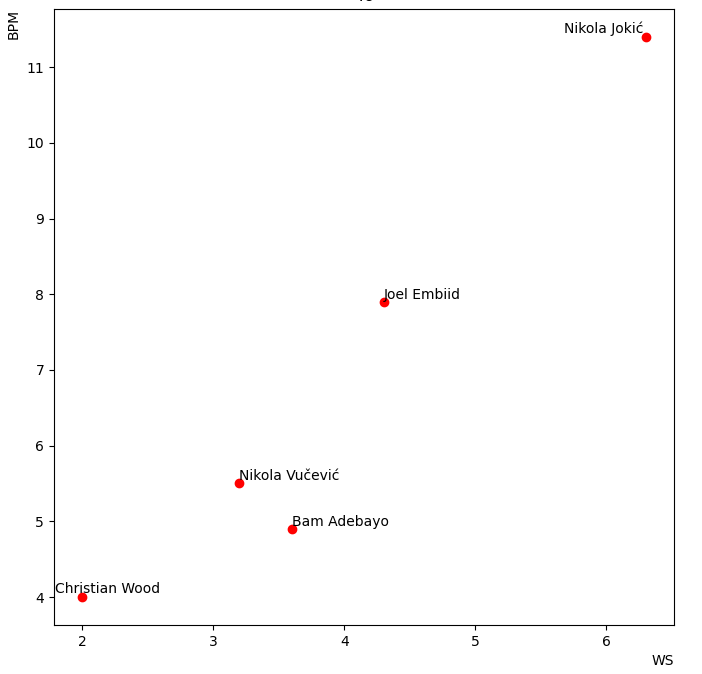 BPM
Nikola Jokić
11
10
9
8
Joel Embiid
7
6
Nikola Vučević
5
Bam Adebayo
4
Christian Wood
2 3 4 5 6
WS